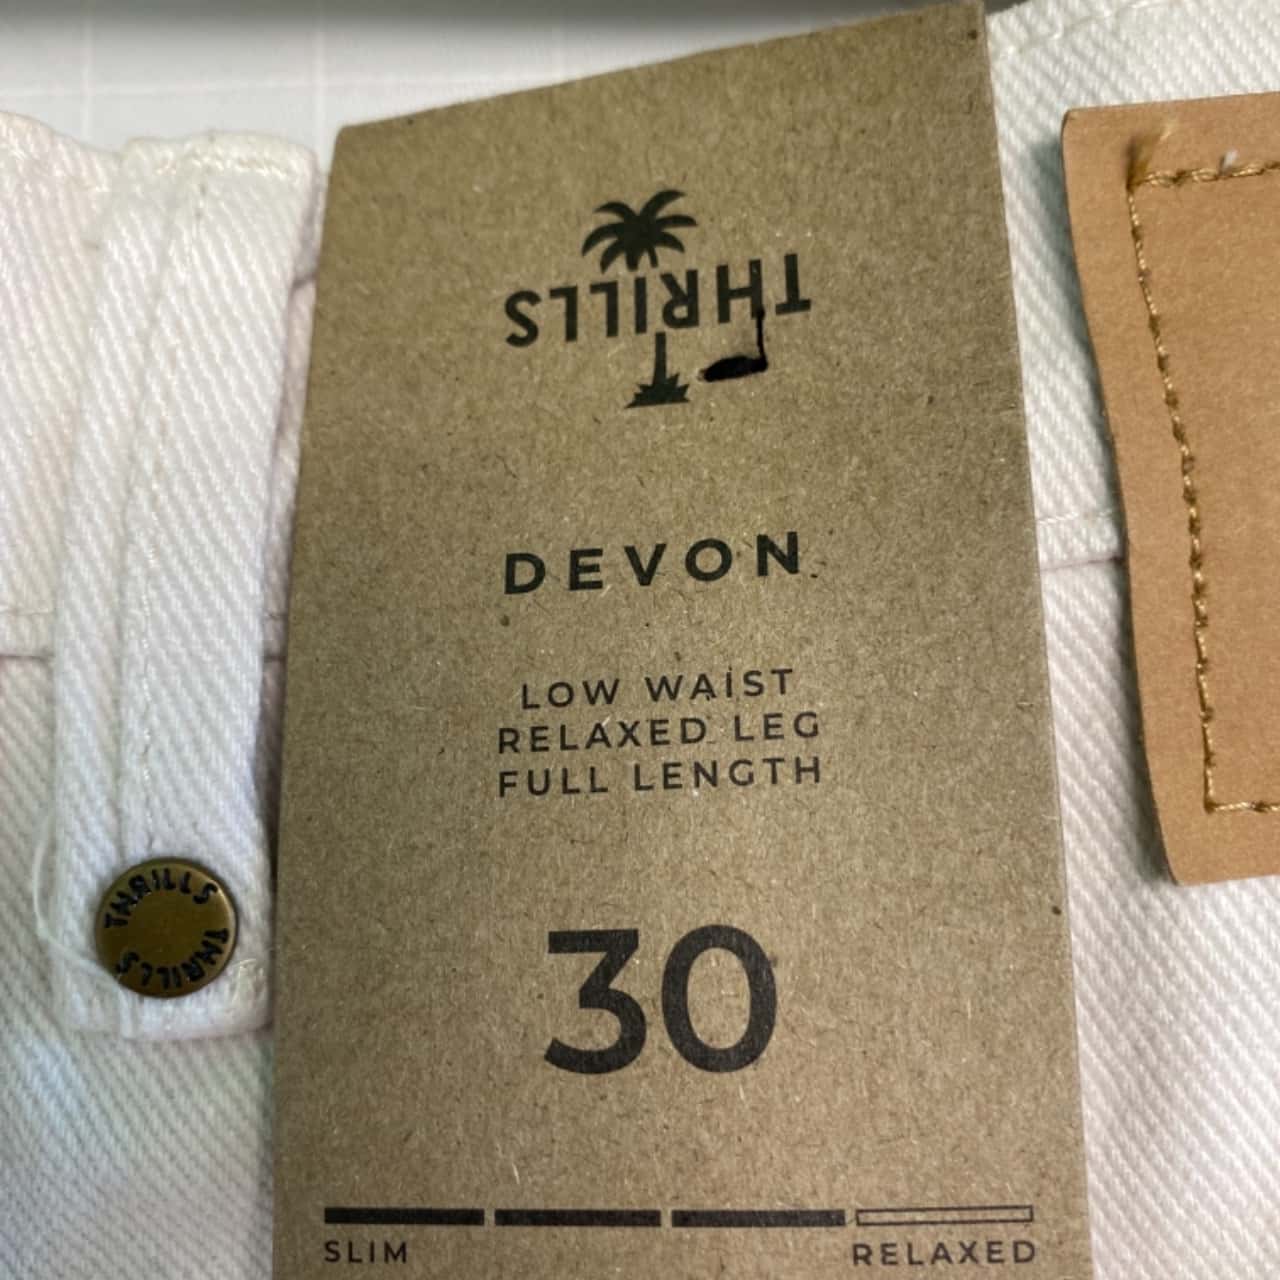 THRILLS
DEVON
LOW WAIST
RELAXED LEG
FULL LENGTH
30
SLIM RELAXED
THRILLS THRILLS